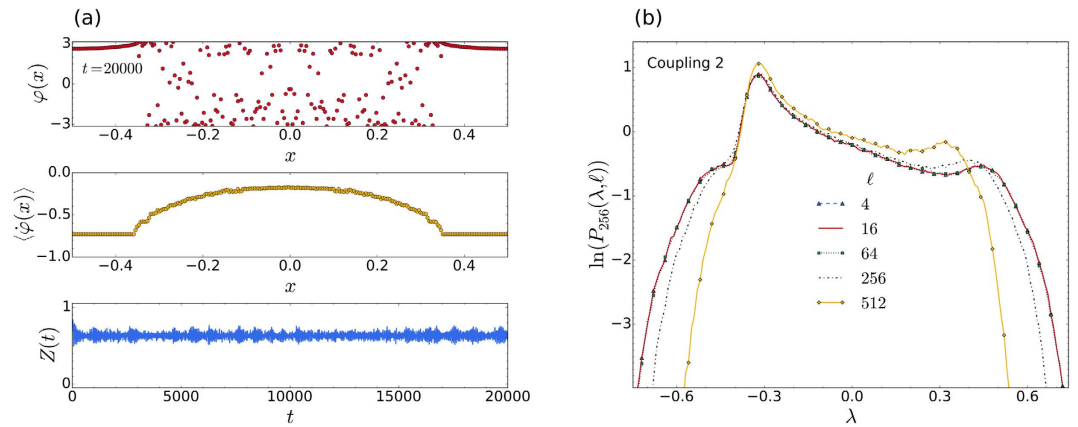 (a)
3
0
−3
φ(x)
t=20000
−0.4
−0.2
0.0
0.2
0.4
x
0.0
−0.5
−1.0
⟨φ̇(x)⟩
−0.4
−0.2
0.0
0.2
0.4
x
1
0
Z(t)
0
5000
10000
15000
20000
t
(b)
Coupling 2
1
0
−1
−2
−3
ln(P₂₅₆(λ,ℓ))
ℓ
4
16
64
256
512
−0.6
−0.3
0.0
0.3
0.6
λ